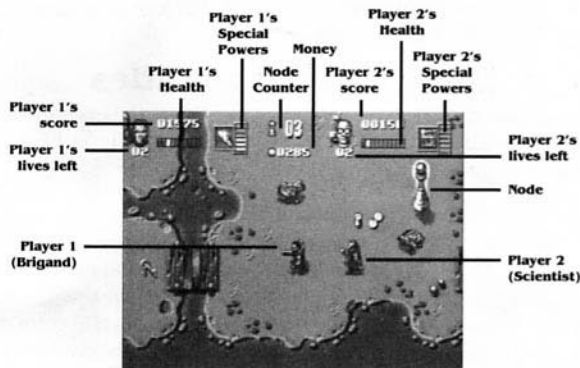 Player 1's
Special
Powers
Player 2's
Health
Player 1's
Health
Node
Counter
Money
Player 2's
score
Player 2's
Special
Powers
Player 1's
score
01575
03
00151
Player 1's
lives left
02
0285
02
Player 2's
lives left
Node
Player 1
(Brigand)
Player 2
(Scientist)